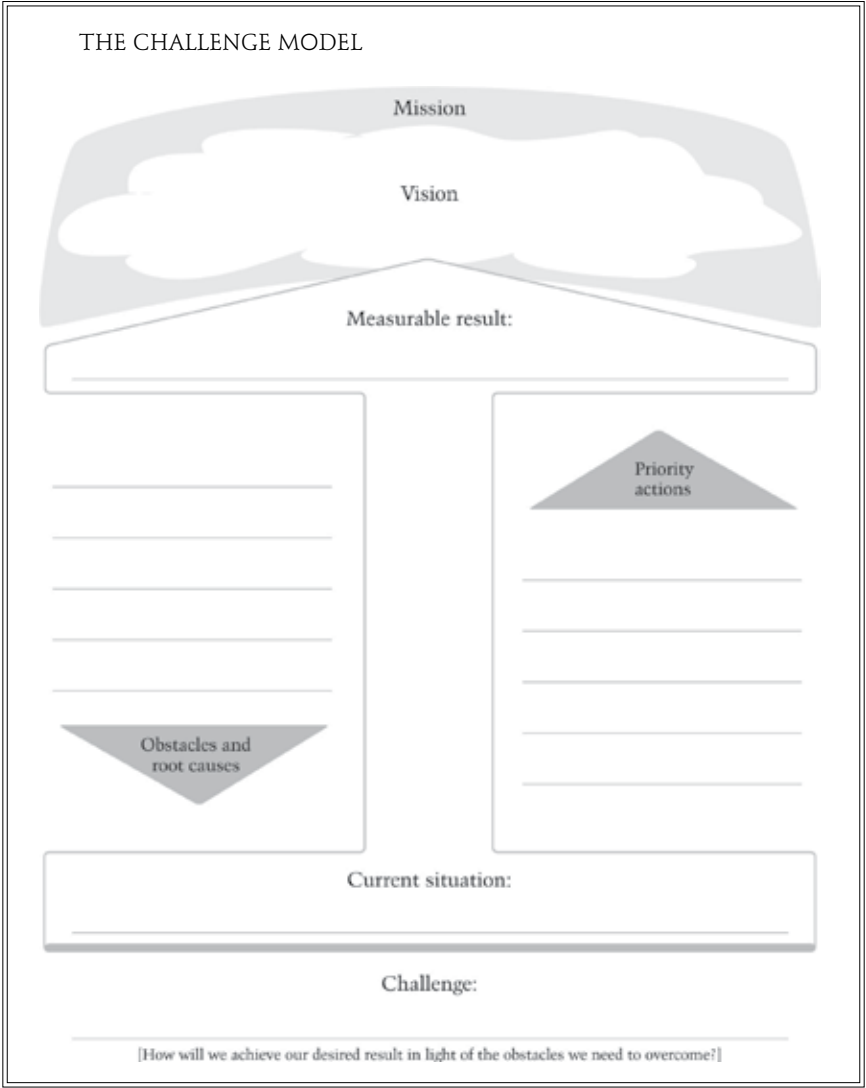 THE CHALLENGE MODEL
Mission
Vision
Measurable result:
Priority
actions
Obstacles and
root causes
Current situation:
Challenge:
[How will we achieve our desired result in light of the obstacles we need to overcome?]